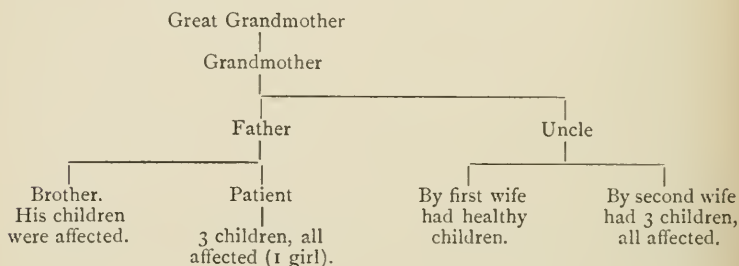 Great Grandmother
Grandmother
Father
Uncle
Brother.
His children
were affected.
Patient
3 children, all
affected (1 girl).
By first wife
had healthy
children.
By second wife
had 3 children,
all affected.